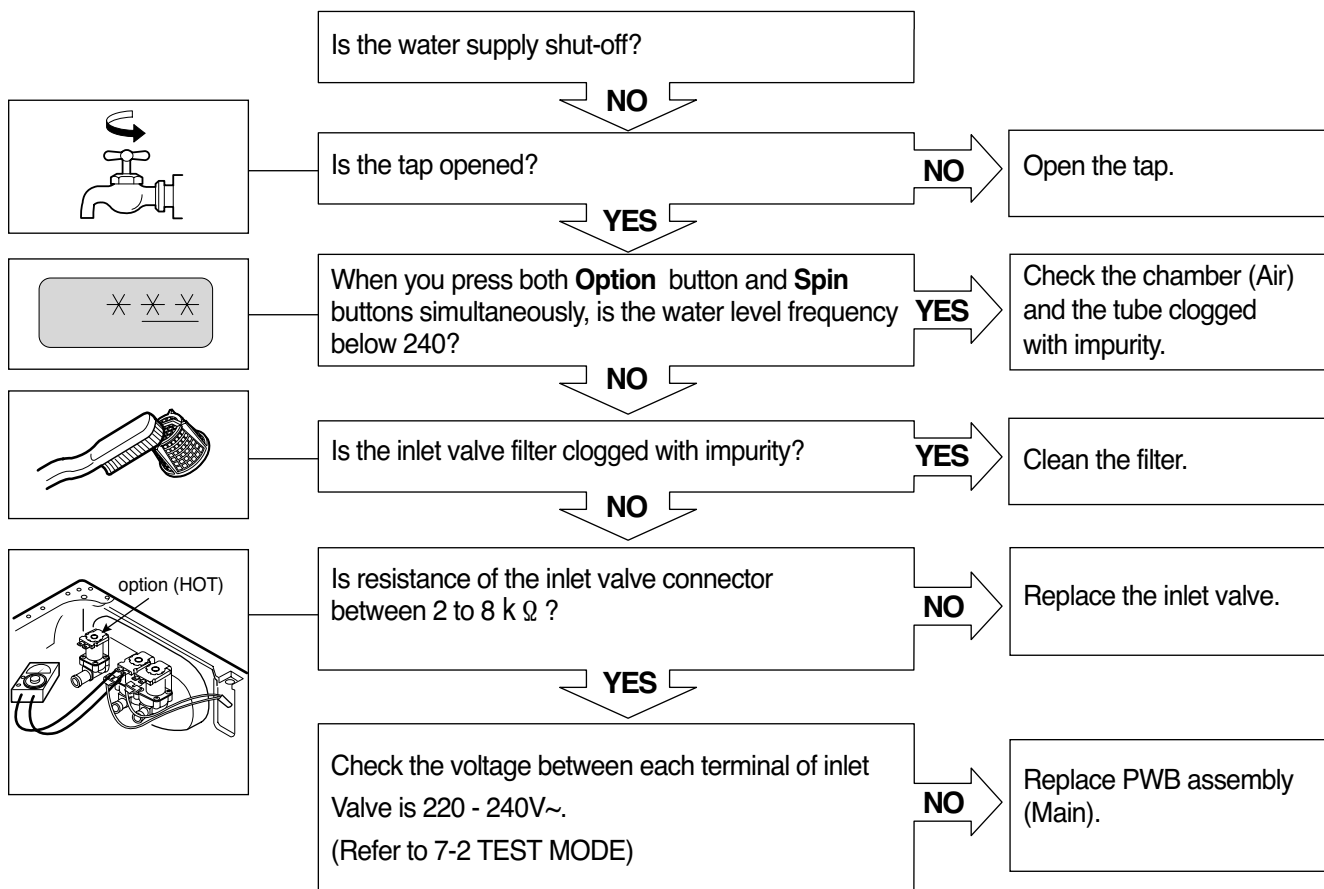 Is the water supply shut-off?
NO
Is the tap opened?
NO
Open the tap.
YES
When you press both Option button and Spin
buttons simultaneously, is the water level frequency
below 240?
YES
Check the chamber (Air)
and the tube clogged
with impurity.
NO
Is the inlet valve filter clogged with impurity?
YES
Clean the filter.
NO
option (HOT)
Is resistance of the inlet valve connector
between 2 to 8 k Ω ?
NO
Replace the inlet valve.
YES
Check the voltage between each terminal of inlet
Valve is 220 - 240V~.
(Refer to 7-2 TEST MODE)
NO
Replace PWB assembly
(Main).